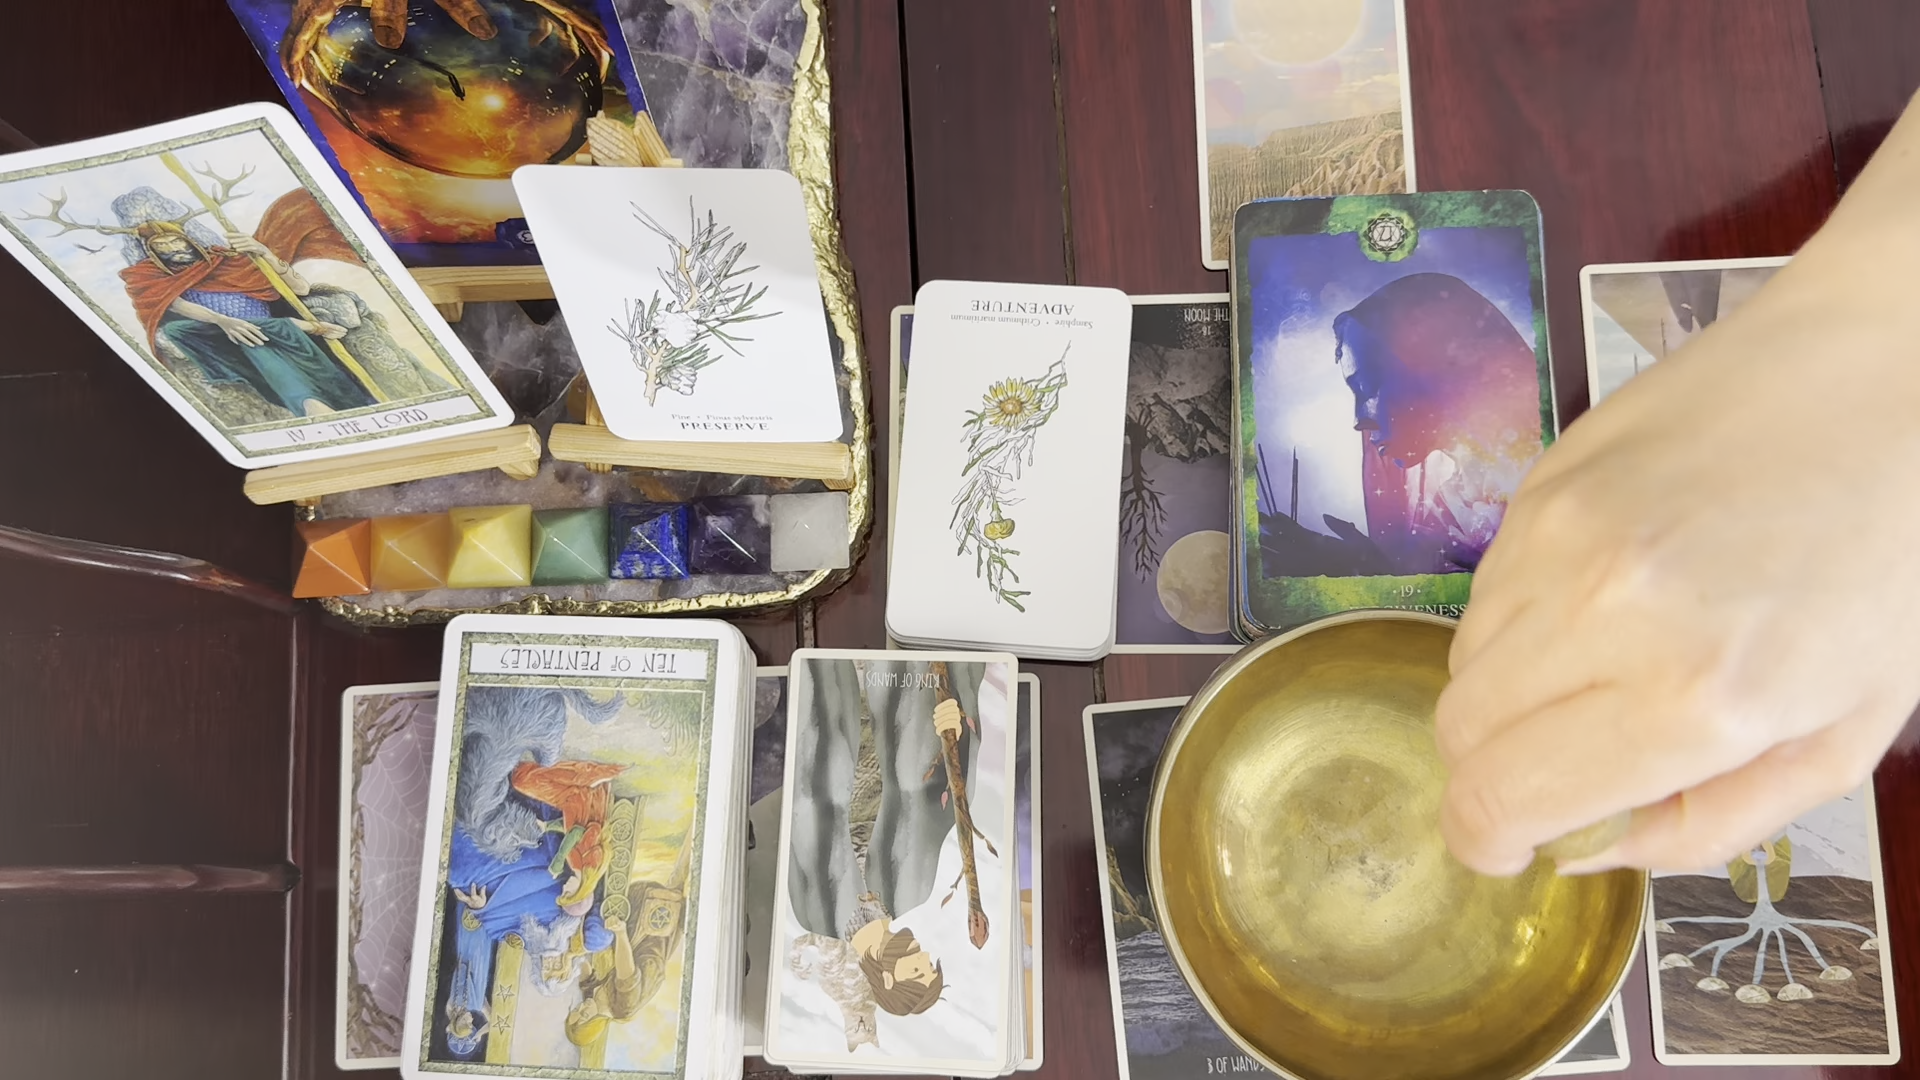 IV · THE LORD
Pine · Pinus sylvestris
PRESERVE
ADVENTURE
Samphire · Crithmum maritimum
THE MOON
·19·
TEN OF PENTACLES
KING OF WANDS
OF WANDS